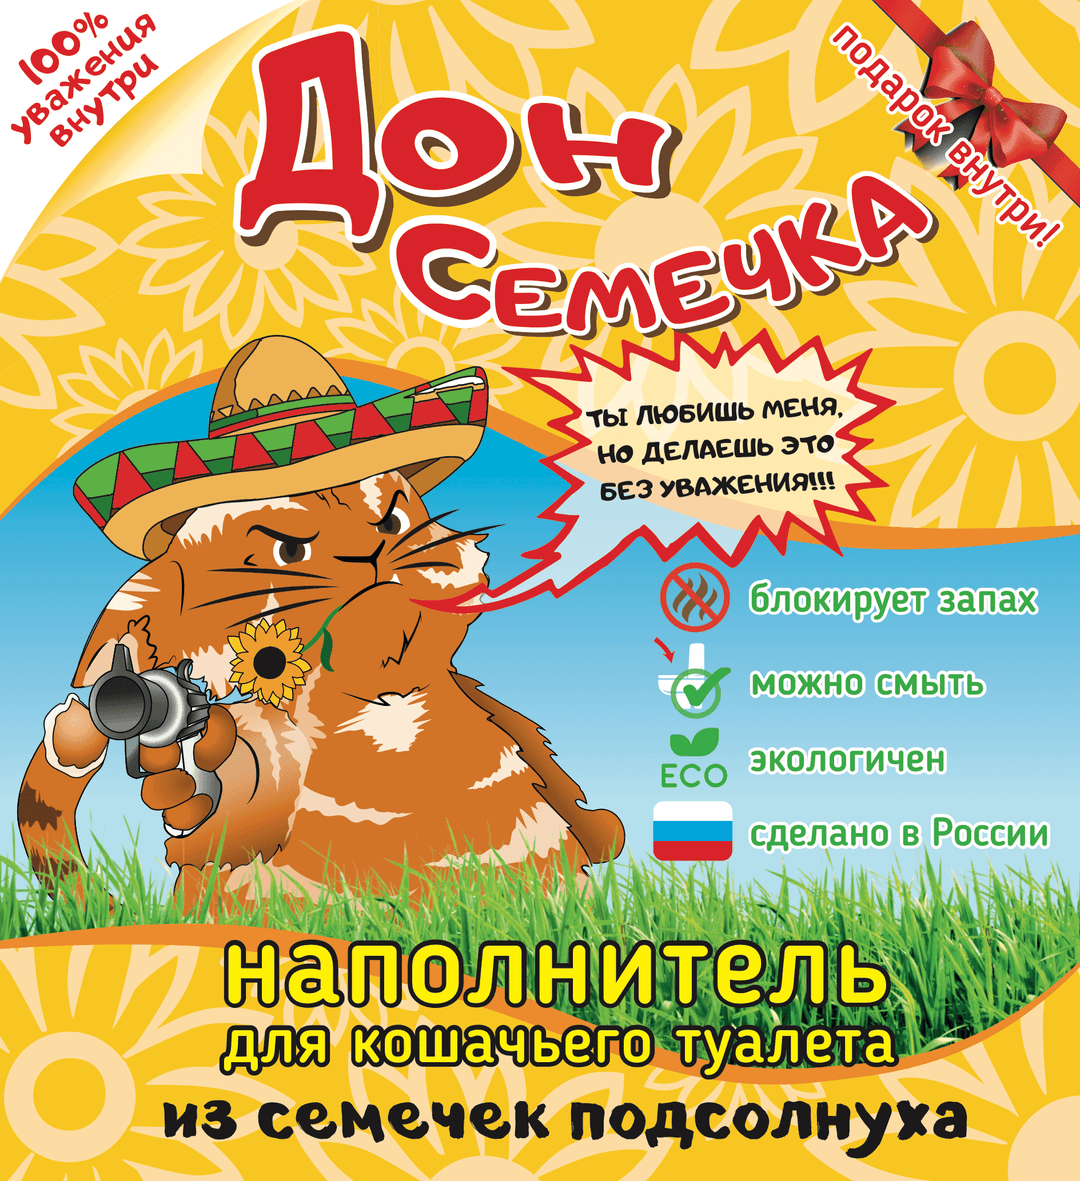 100%
уважения
внутри
подарок внутри!
Дон
Семечка
ТЫ ЛЮБИШЬ МЕНЯ,
НО ДЕЛАЕШЬ ЭТО
БЕЗ УВАЖЕНИЯ!!!
блокирует запах
можно смыть
ECO
экологичен
сделано в России
наполнитель
для кошачьего туалета
из семечек подсолнуха